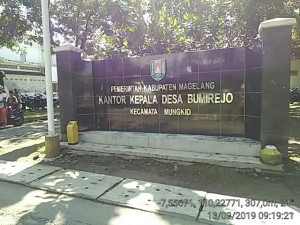 PEMERINTAH KABUPATEN MAGELANG
KANTOR KEPALA DESA BUMIREJO
KECAMATAN MUNGKID
13/09/2019 09:19:21